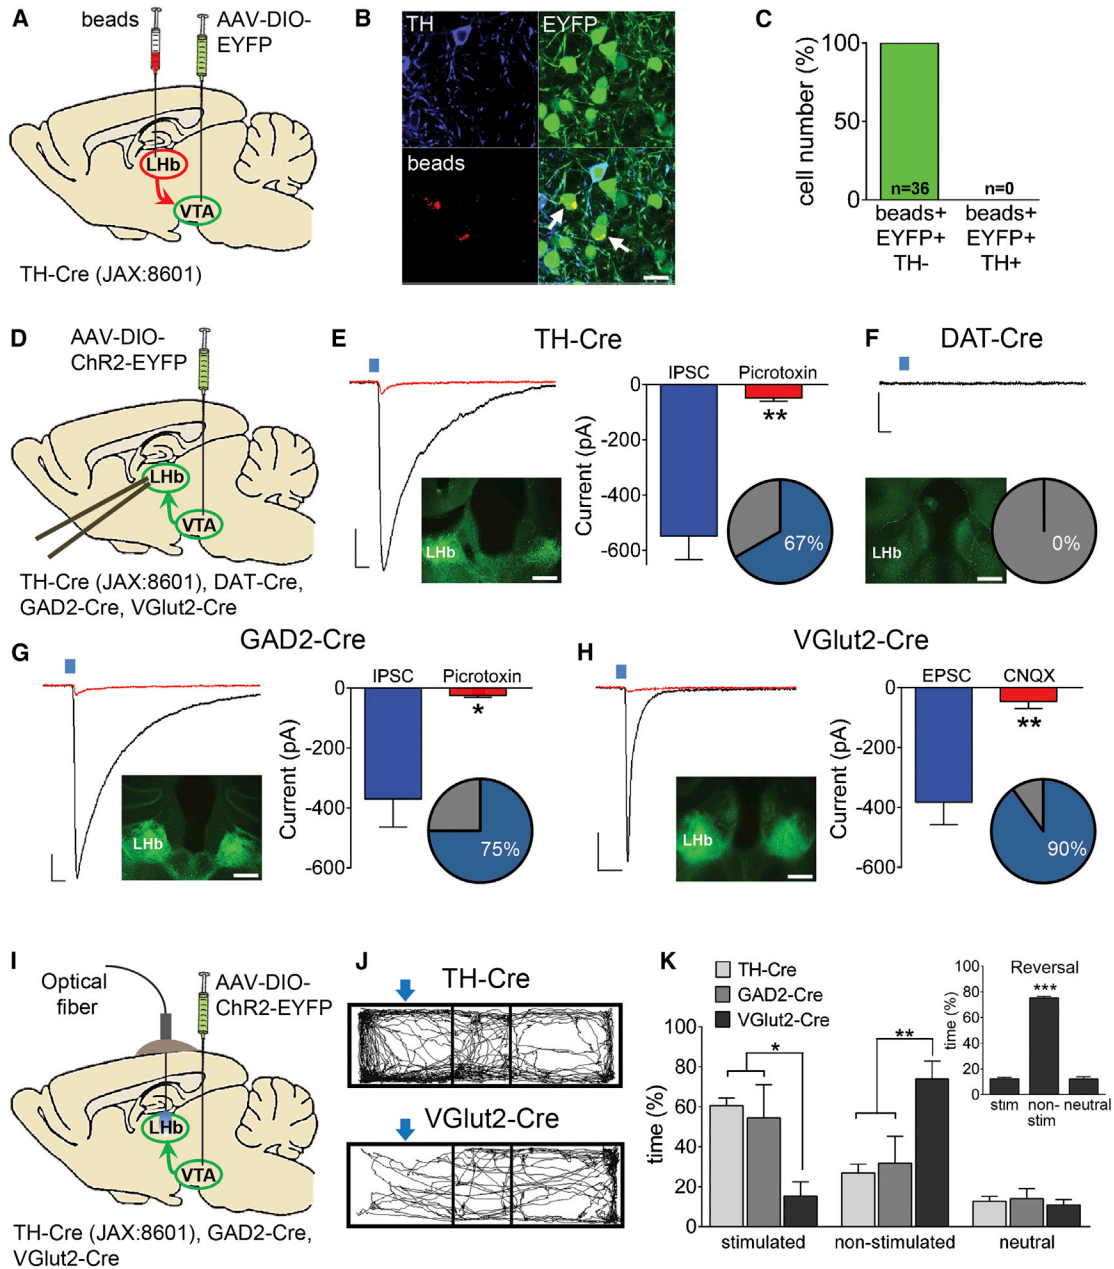 A
beads
AAV-DIO-
EYFP
LHb
VTA
TH-Cre (JAX:8601)
B
TH
EYFP
beads
C
cell number (%)
100
50
0
n=36
n=0
beads+
EYFP+
TH-
beads+
EYFP+
TH+
D
AAV-DIO-
ChR2-EYFP
LHb
VTA
TH-Cre (JAX:8601), DAT-Cre,
GAD2-Cre, VGlut2-Cre
E
TH-Cre
LHb
IPSC
Picrotoxin
Current (pA)
0
-200
-400
-600
**
67%
F
DAT-Cre
LHb
0%
G
GAD2-Cre
LHb
IPSC
Picrotoxin
Current (pA)
0
-200
-400
-600
*
75%
H
VGlut2-Cre
LHb
EPSC
CNQX
Current (pA)
0
-200
-400
-600
**
90%
I
Optical
fiber
AAV-DIO-
ChR2-EYFP
LHb
VTA
TH-Cre (JAX:8601), GAD2-Cre,
VGlut2-Cre
J
TH-Cre
VGlut2-Cre
K
TH-Cre
GAD2-Cre
VGlut2-Cre
time (%)
100
80
60
40
20
0
*
**
stimulated
non-stimulated
neutral
Reversal
time (%)
100
80
60
40
20
0
***
stim
non-
stim
neutral